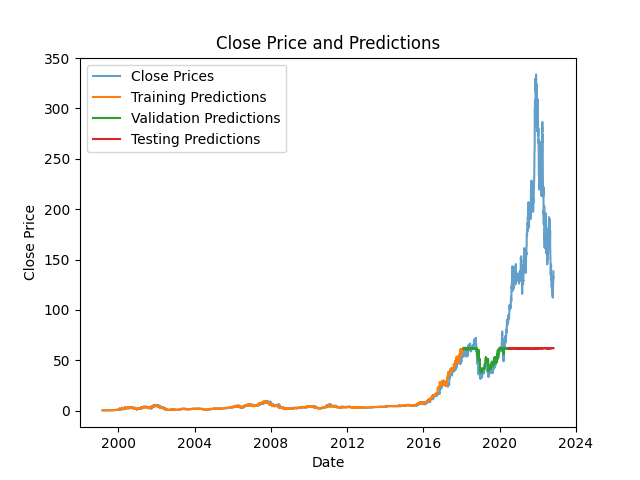 Close Price and Predictions
350
300
250
200
150
100
50
0
Close Price
Close Prices
Training Predictions
Validation Predictions
Testing Predictions
2000 2004 2008 2012 2016 2020 2024
Date